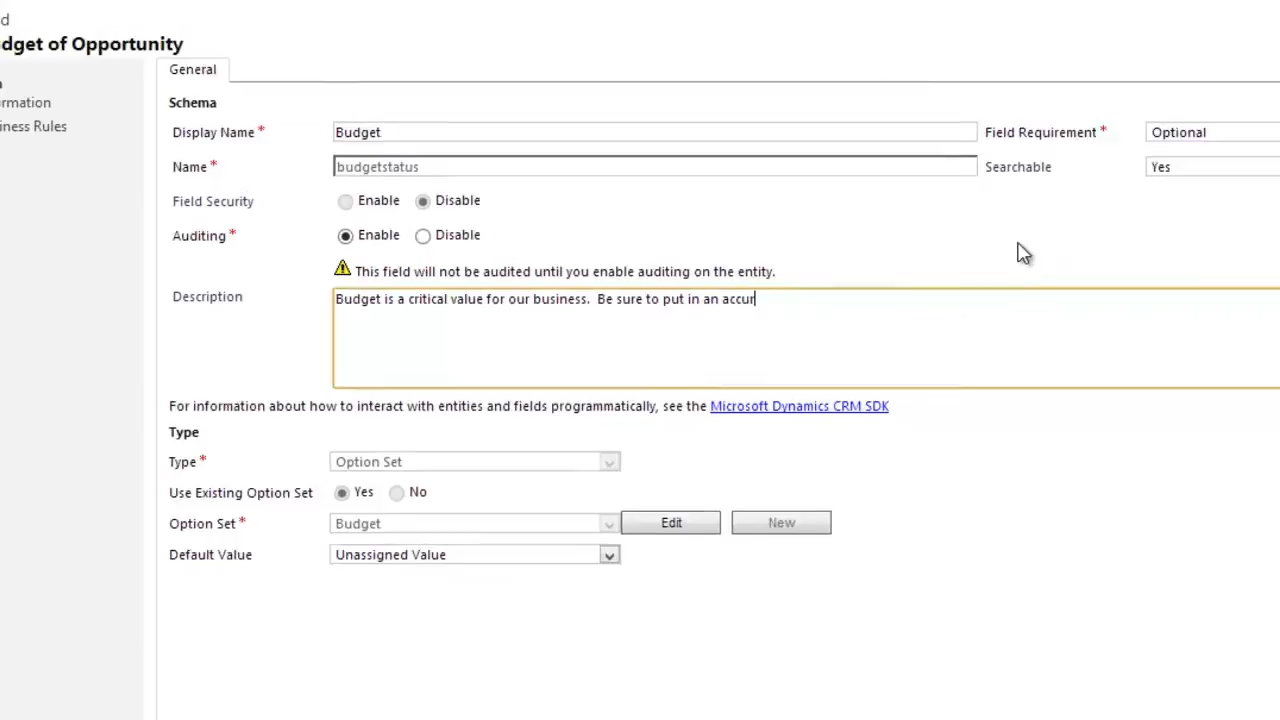 d
dget of Opportunity
General
rmation
iness Rules
Schema
Display Name * Budget Field Requirement * Optional
Name * budgetstatus Searchable Yes
Field Security Enable Disable
Auditing * Enable Disable
This field will not be audited until you enable auditing on the entity.
Description Budget is a critical value for our business.  Be sure to put in an accur
For information about how to interact with entities and fields programmatically, see the Microsoft Dynamics CRM SDK
Type
Type * Option Set
Use Existing Option Set Yes No
Option Set * Budget Edit New
Default Value Unassigned Value